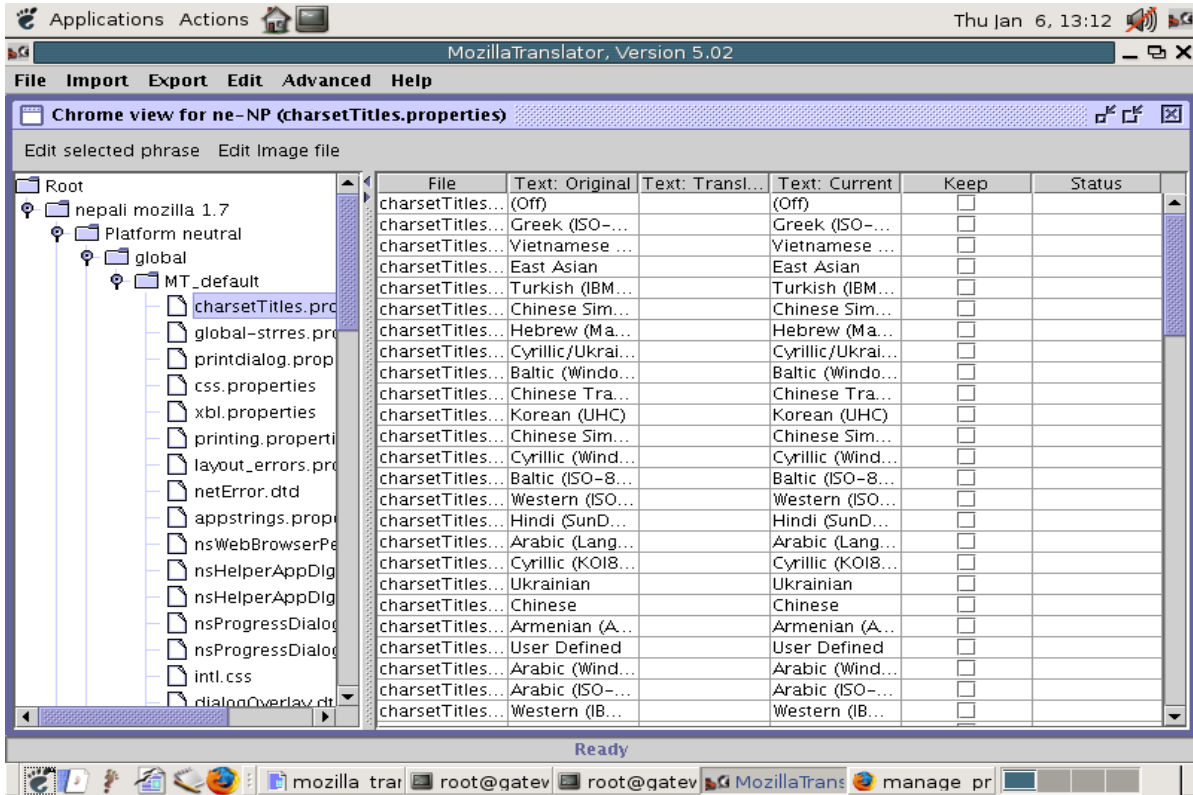 Applications Actions Thu Jan 6, 13:12
MozillaTranslator, Version 5.02
File Import Export Edit Advanced Help
Chrome view for ne-NP (charsetTitles.properties)
Edit selected phrase Edit Image file
Root
nepali mozilla 1.7
Platform neutral
global
MT_default
charsetTitles.pro
global-strres.pro
printdialog.prop
css.properties
xbl.properties
printing.properti
layout_errors.pro
netError.dtd
appstrings.prop
nsWebBrowserPe
nsHelperAppDlg
nsHelperAppDlg
nsProgressDialog
nsProgressDialog
intl.css
dialogOverlay.dt
File Text: Original Text: Transl... Text: Current Keep Status
charsetTitles... (Off) (Off)
charsetTitles... Greek (ISO-... Greek (ISO-...
charsetTitles... Vietnamese ... Vietnamese ...
charsetTitles... East Asian East Asian
charsetTitles... Turkish (IBM... Turkish (IBM...
charsetTitles... Chinese Sim... Chinese Sim...
charsetTitles... Hebrew (Ma... Hebrew (Ma...
charsetTitles... Cyrillic/Ukrai... Cyrillic/Ukrai...
charsetTitles... Baltic (Windo... Baltic (Windo...
charsetTitles... Chinese Tra... Chinese Tra...
charsetTitles... Korean (UHC) Korean (UHC)
charsetTitles... Chinese Sim... Chinese Sim...
charsetTitles... Cyrillic (Wind... Cyrillic (Wind...
charsetTitles... Baltic (ISO-8... Baltic (ISO-8...
charsetTitles... Western (ISO... Western (ISO...
charsetTitles... Hindi (SunD... Hindi (SunD...
charsetTitles... Arabic (Lang... Arabic (Lang...
charsetTitles... Cyrillic (KOI8... Cyrillic (KOI8...
charsetTitles... Ukrainian Ukrainian
charsetTitles... Chinese Chinese
charsetTitles... Armenian (A... Armenian (A...
charsetTitles... User Defined User Defined
charsetTitles... Arabic (Wind... Arabic (Wind...
charsetTitles... Arabic (ISO-... Arabic (ISO-...
charsetTitles... Western (IB... Western (IB...
Ready
mozilla trar root@gatev root@gatev MozillaTrans manage pr